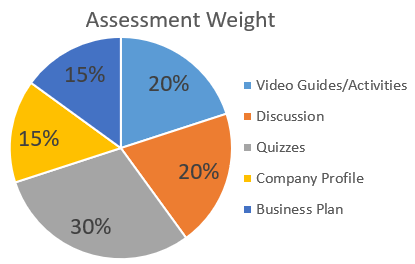 Assessment Weight
15%
20%
15%
20%
30%
Video Guides/Activities
Discussion
Quizzes
Company Profile
Business Plan